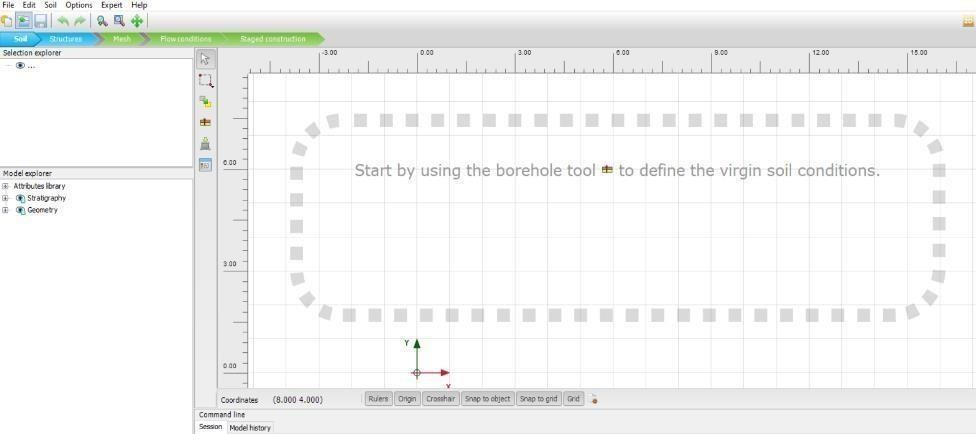 File Edit Soil Options Expert Help
Soil Structures Mesh Flow conditions Staged construction
Selection explorer
...
Model explorer
Attributes library
Stratigraphy
Geometry
-3.00 0.00 3.00 6.00 9.00 12.00 15.00
6.00
3.00
0.00
Start by using the borehole tool to define the virgin soil conditions.
Y
x
Coordinates (8.000 4.000) Rulers Origin Crosshair Snap to object Snap to grid Grid
Command line
Session Model history